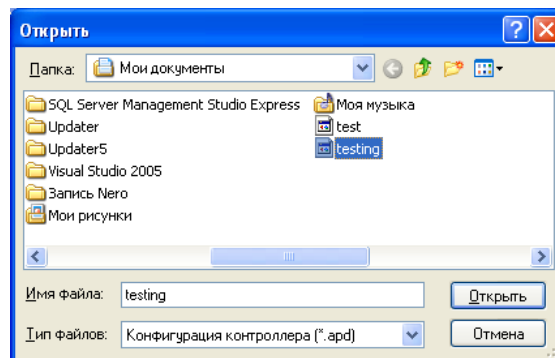 Открыть
Папка: Мои документы
SQL Server Management Studio Express
Updater
Updater5
Visual Studio 2005
Запись Nero
Мои рисунки
Моя музыка
test
testing
Имя файла: testing
Открыть
Тип файлов: Конфигурация контроллера (*.apd)
Отмена